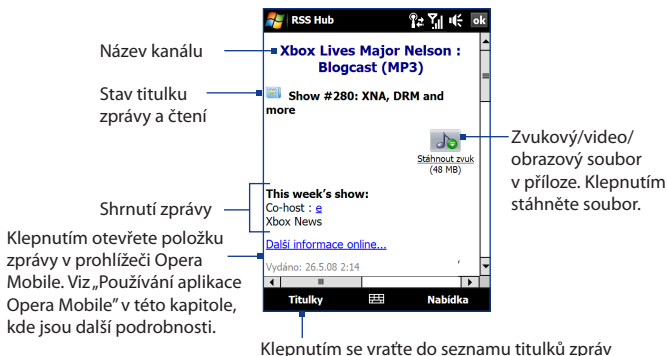 RSS Hub
ok
Název kanálu
Xbox Lives Major Nelson :
Blogcast (MP3)
Stav titulku
zprávy a čtení
Show #280: XNA, DRM and
more
Stáhnout zvuk
(48 MB)
Zvukový/video/
obrazový soubor
v příloze. Klepnutím
stáhněte soubor.
Shrnutí zprávy
This week's show:
Co-host : e
Xbox News
Klepnutím otevřete položku
zprávy v prohlížeči Opera
Mobile. Viz „Používání aplikace
Opera Mobile" v této kapitole,
kde jsou další podrobnosti.
Další informace online...
Vydáno: 26.5.08 2:14
Titulky
Nabídka
Klepnutím se vraťte do seznamu titulků zpráv